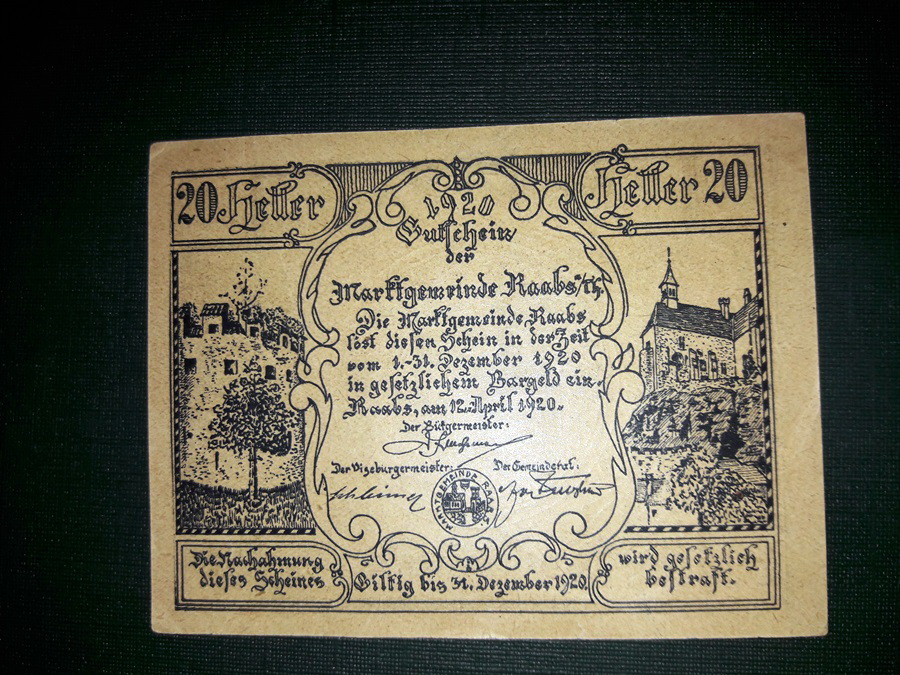 20 Heller
Heller 20
1920
Gutschein
der
Marktgemeinde Raabs a/Th.
Die Marktgemeinde Raabs
löst diesen Schein in der Zeit
vom 1.-31. Dezember 1920
in gesetzlichem Bargeld ein.
Raabs, am 12. April 1920.
Der Bürgermeister:
Der Vizebürgermeister: Der Gemeinderat:
MARKTGEMEINDE RAABS
Die Nachahmung
dieses Scheines
Giltig bis 31. Dezember 1920.
wird gesetzlich
bestraft.